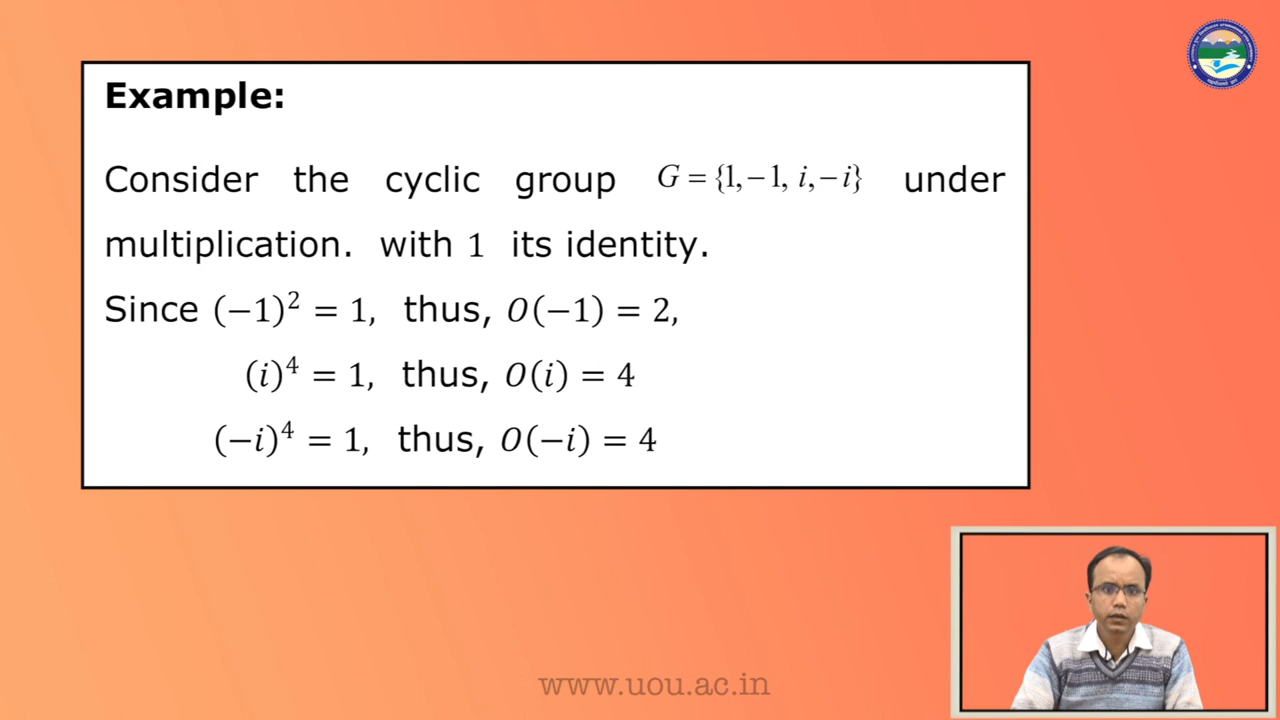 Example:
Consider the cyclic group G = {1, −1, i, −i} under
multiplication. with 1 its identity.
Since (−1)² = 1, thus, O(−1) = 2,
(i)⁴ = 1, thus, O(i) = 4
(−i)⁴ = 1, thus, O(−i) = 4
www.uou.ac.in